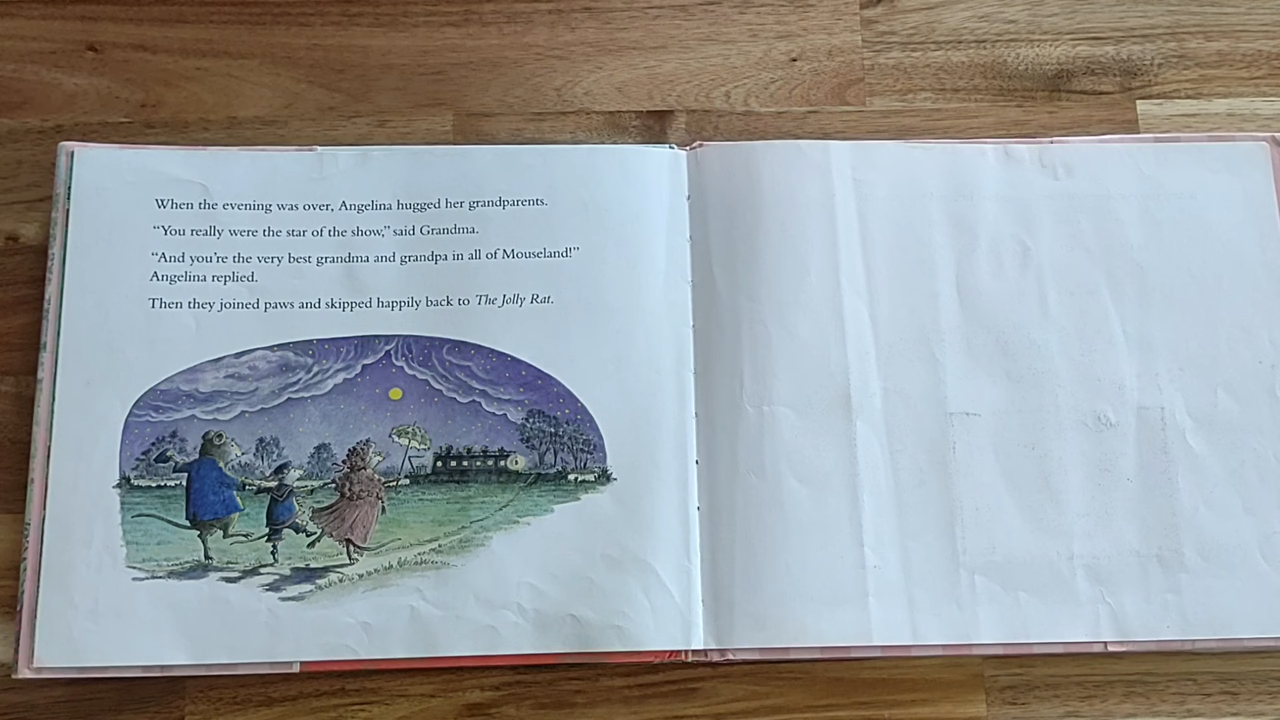 When the evening was over, Angelina hugged her grandparents.
“You really were the star of the show,” said Grandma.
“And you’re the very best grandma and grandpa in all of Mouseland!”
Angelina replied.
Then they joined paws and skipped happily back to The Jolly Rat.